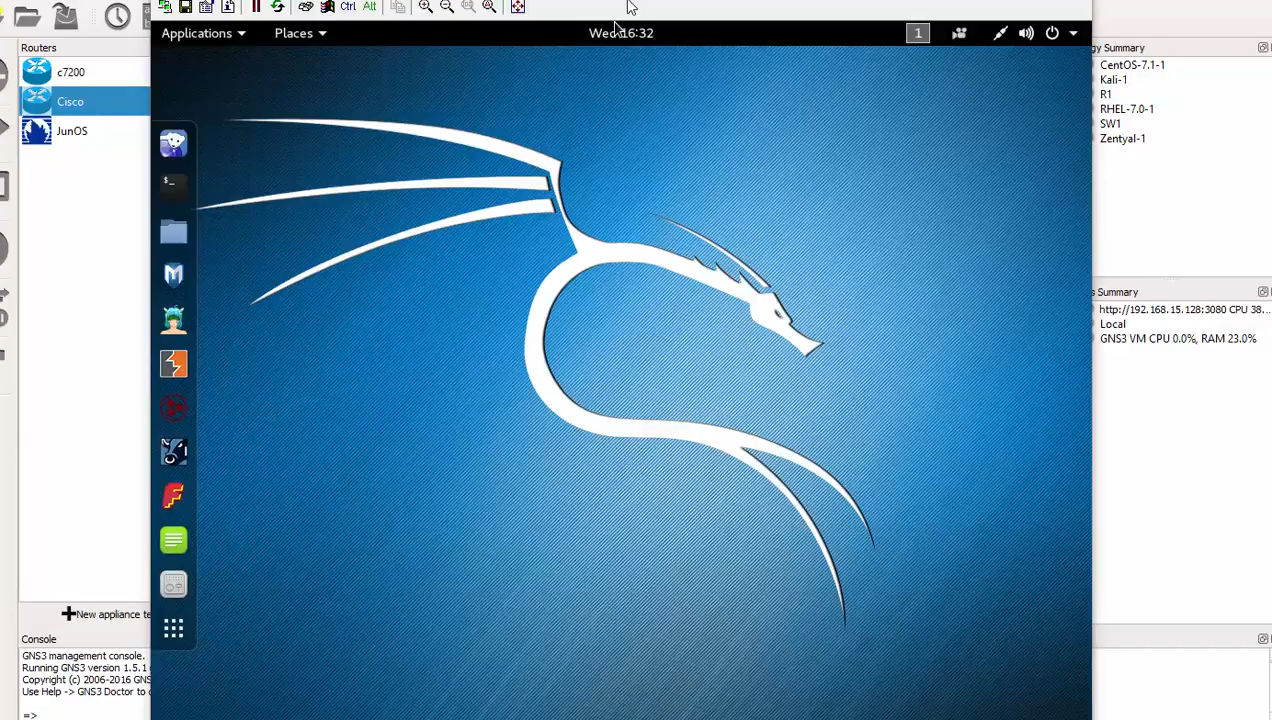 Ctrl Alt
Applications Places Wed 16:32 1
Routers
c7200
Cisco
JunOS
New appliance te
Console
GNS3 management console.
Running GNS3 version 1.5.1
Copyright (c) 2006-2016 GNS
Use Help -> GNS3 Doctor to
=>
gy Summary
CentOS-7.1-1
Kali-1
R1
RHEL-7.0-1
SW1
Zentyal-1
s Summary
http://192.168.15.128:3080 CPU 38...
Local
GNS3 VM CPU 0.0%, RAM 23.0%